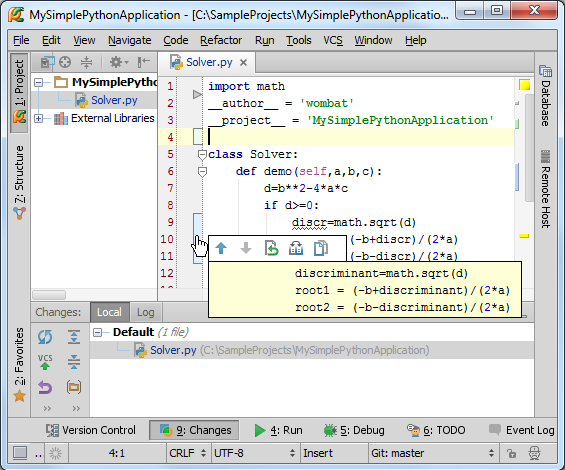 MySimplePythonApplication - [C:\SampleProjects\MySimplePythonApplicatio...
File Edit View Navigate Code Refactor Run Tools VCS Window Help
1: Project
7: Structure
2: Favorites
MySimplePytho
Solver.py
External Libraries
Solver.py
1 import math
2 __author__ = 'wombat'
3 __project__ = 'MySimplePythonApplication'
4
5 class Solver:
6 def demo(self,a,b,c):
7 d=b**2-4*a*c
8 if d>=0:
9 discr=math.sqrt(d)
10 (-b+discr)/(2*a)
11 (-b-discr)/(2*a)
12
discriminant=math.sqrt(d)
root1 = (-b+discriminant)/(2*a)
root2 = (-b-discriminant)/(2*a)
Database
Remote Host
Changes: Local Log
VCS
>> >>
Default (1 file)
Solver.py (C:\SampleProjects\MySimplePythonApplication)
Version Control 9: Changes 4: Run 5: Debug 6: TODO Event Log
4:1 CRLF UTF-8 Insert Git: master